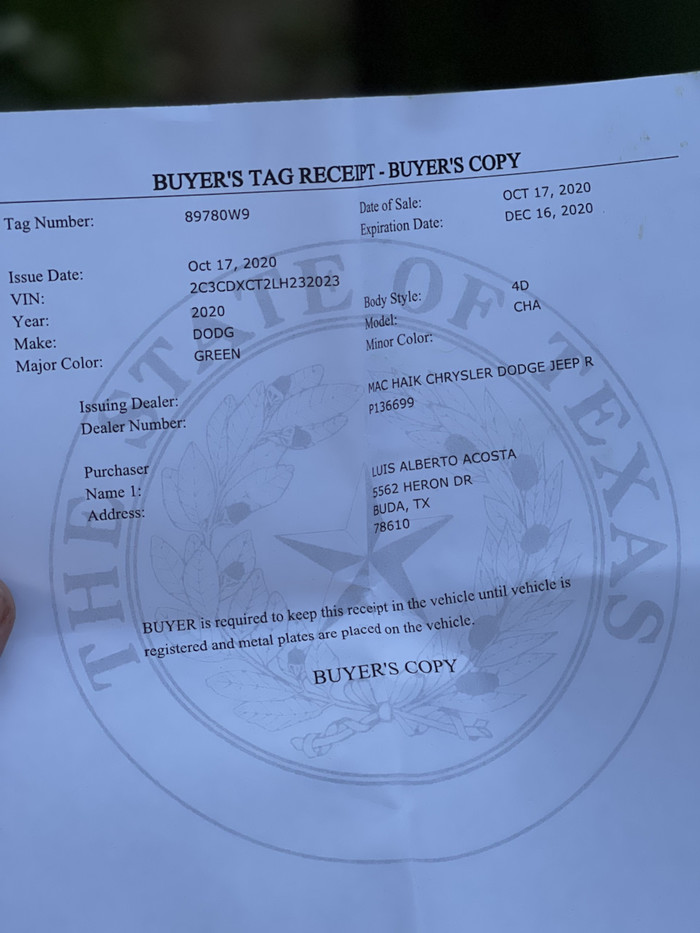 BUYER'S TAG RECEIPT - BUYER'S COPY
Tag Number: 89780W9 Date of Sale: OCT 17, 2020
Expiration Date: DEC 16, 2020
Issue Date: Oct 17, 2020
VIN: 2C3CDXCT2LH232023
Year: 2020 Body Style: 4D
Make: DODG Model: CHA
Major Color: GREEN Minor Color:
Issuing Dealer: MAC HAIK CHRYSLER DODGE JEEP R
Dealer Number: P136699
Purchaser
Name 1: LUIS ALBERTO ACOSTA
Address: 5562 HERON DR
BUDA, TX
78610
BUYER is required to keep this receipt in the vehicle until vehicle is
registered and metal plates are placed on the vehicle.
BUYER'S COPY
THE STATE OF TEXAS